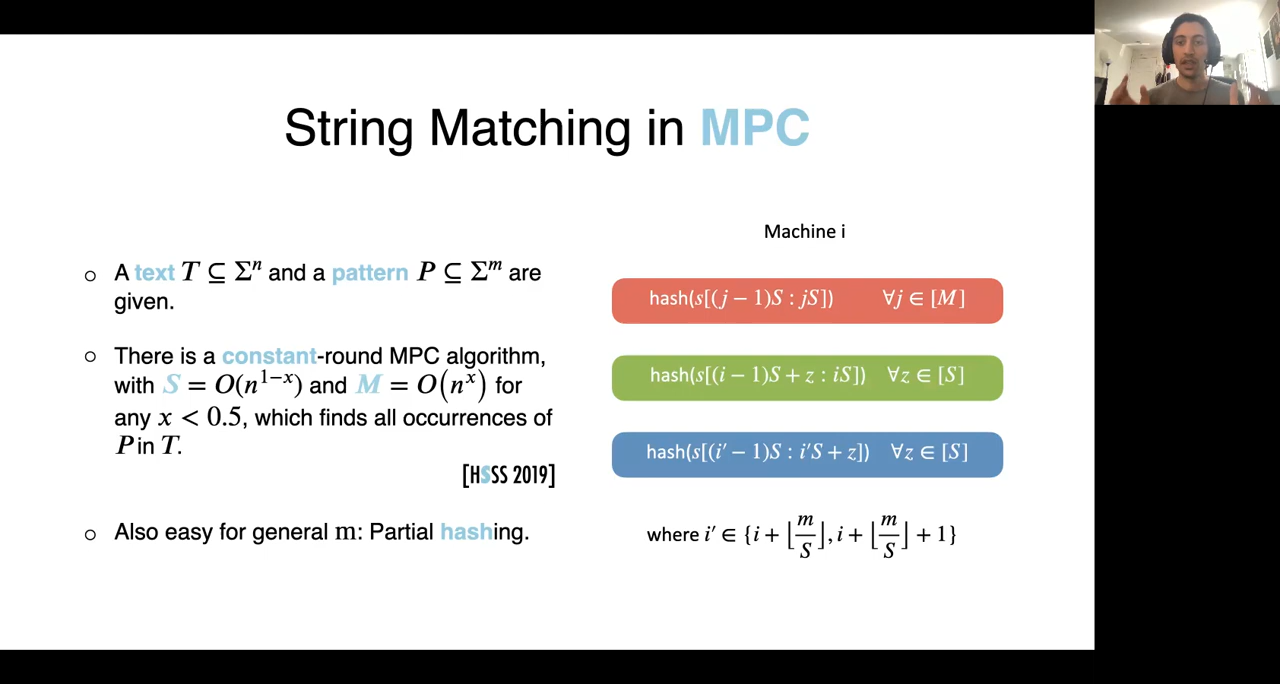 String Matching in MPC
○ A text T ⊆ Σⁿ and a pattern P ⊆ Σᵐ are
given.
○ There is a constant-round MPC algorithm,
with S = O(n¹⁻ˣ) and M = O(nˣ) for
any x < 0.5, which finds all occurrences of
P in T.
[HSSS 2019]
○ Also easy for general m: Partial hashing.
Machine i
hash(s[(j − 1)S : jS]) ∀j ∈ [M]
hash(s[(i − 1)S + z : iS]) ∀z ∈ [S]
hash(s[(i′ − 1)S : i′S + z]) ∀z ∈ [S]
where i′ ∈ {i + ⌊m/S⌋, i + ⌊m/S⌋ + 1}